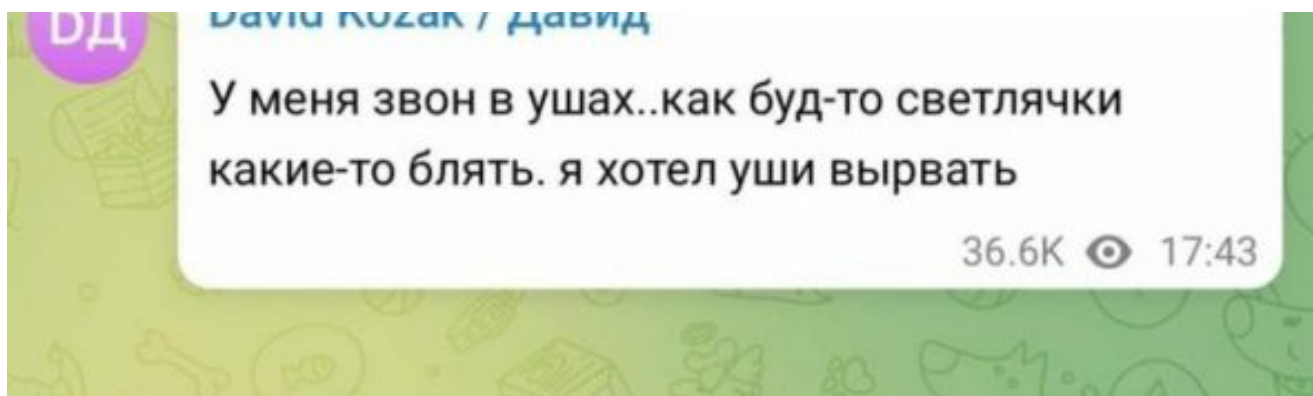 DД
David Kozak / Давид
У меня звон в ушах..как буд-то светлячки
какие-то блять. я хотел уши вырвать
36.6K 17:43